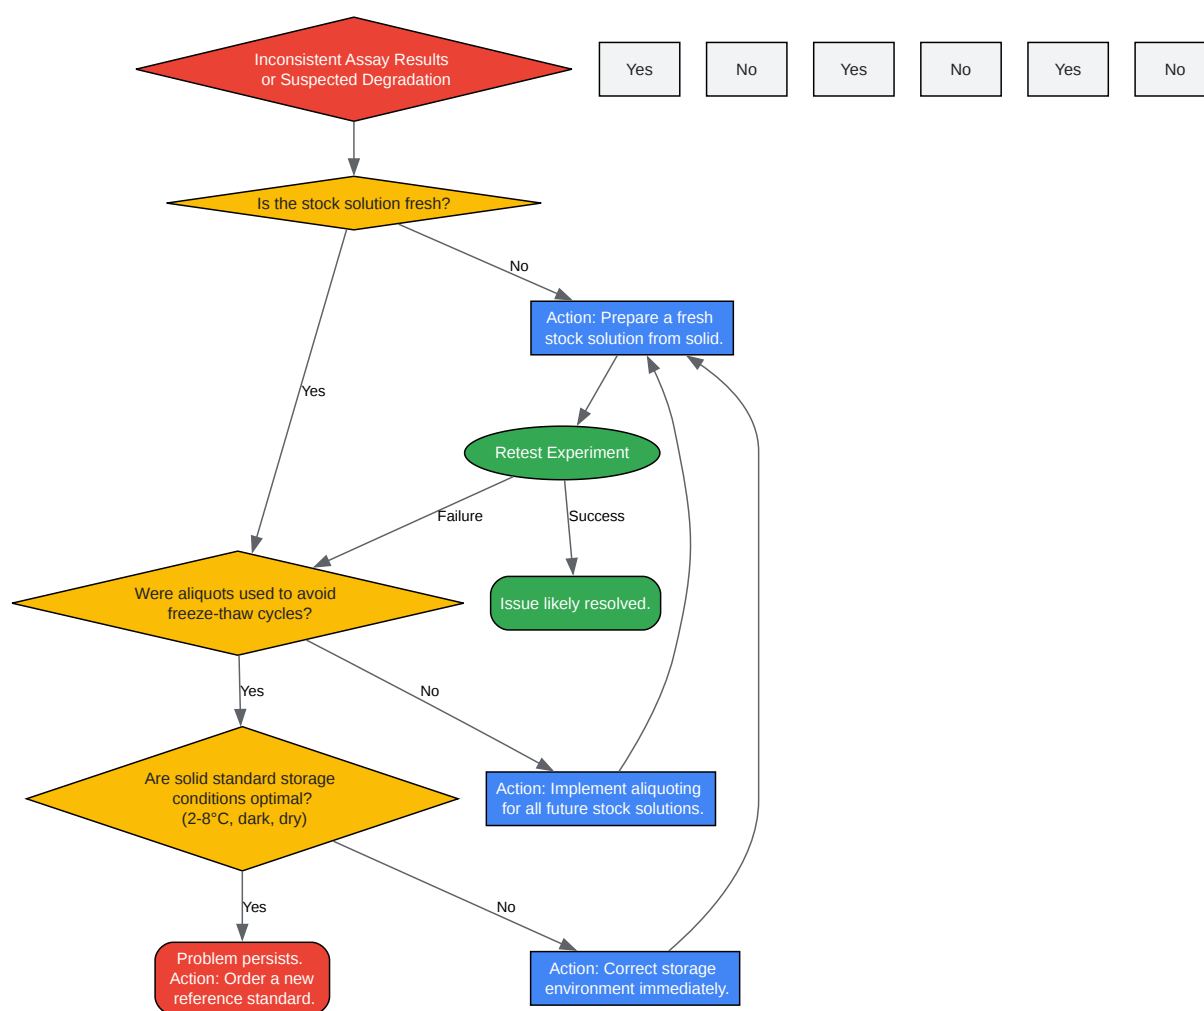 Inconsistent Assay Results
or Suspected Degradation
Yes
No
Yes
No
Yes
No
Is the stock solution fresh?
No
Action: Prepare a fresh
stock solution from solid.
Yes
Retest Experiment
Failure
Success
Were aliquots used to avoid
freeze-thaw cycles?
Issue likely resolved.
Yes
No
Are solid standard storage
conditions optimal?
(2-8°C, dark, dry)
Action: Implement aliquoting
for all future stock solutions.
Yes
No
Problem persists.
Action: Order a new
reference standard.
Action: Correct storage
environment immediately.